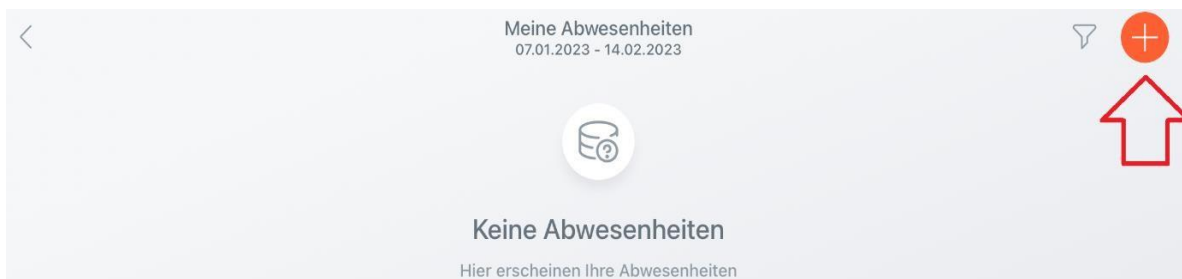 Meine Abwesenheiten
07.01.2023 - 14.02.2023
Keine Abwesenheiten
Hier erscheinen Ihre Abwesenheiten